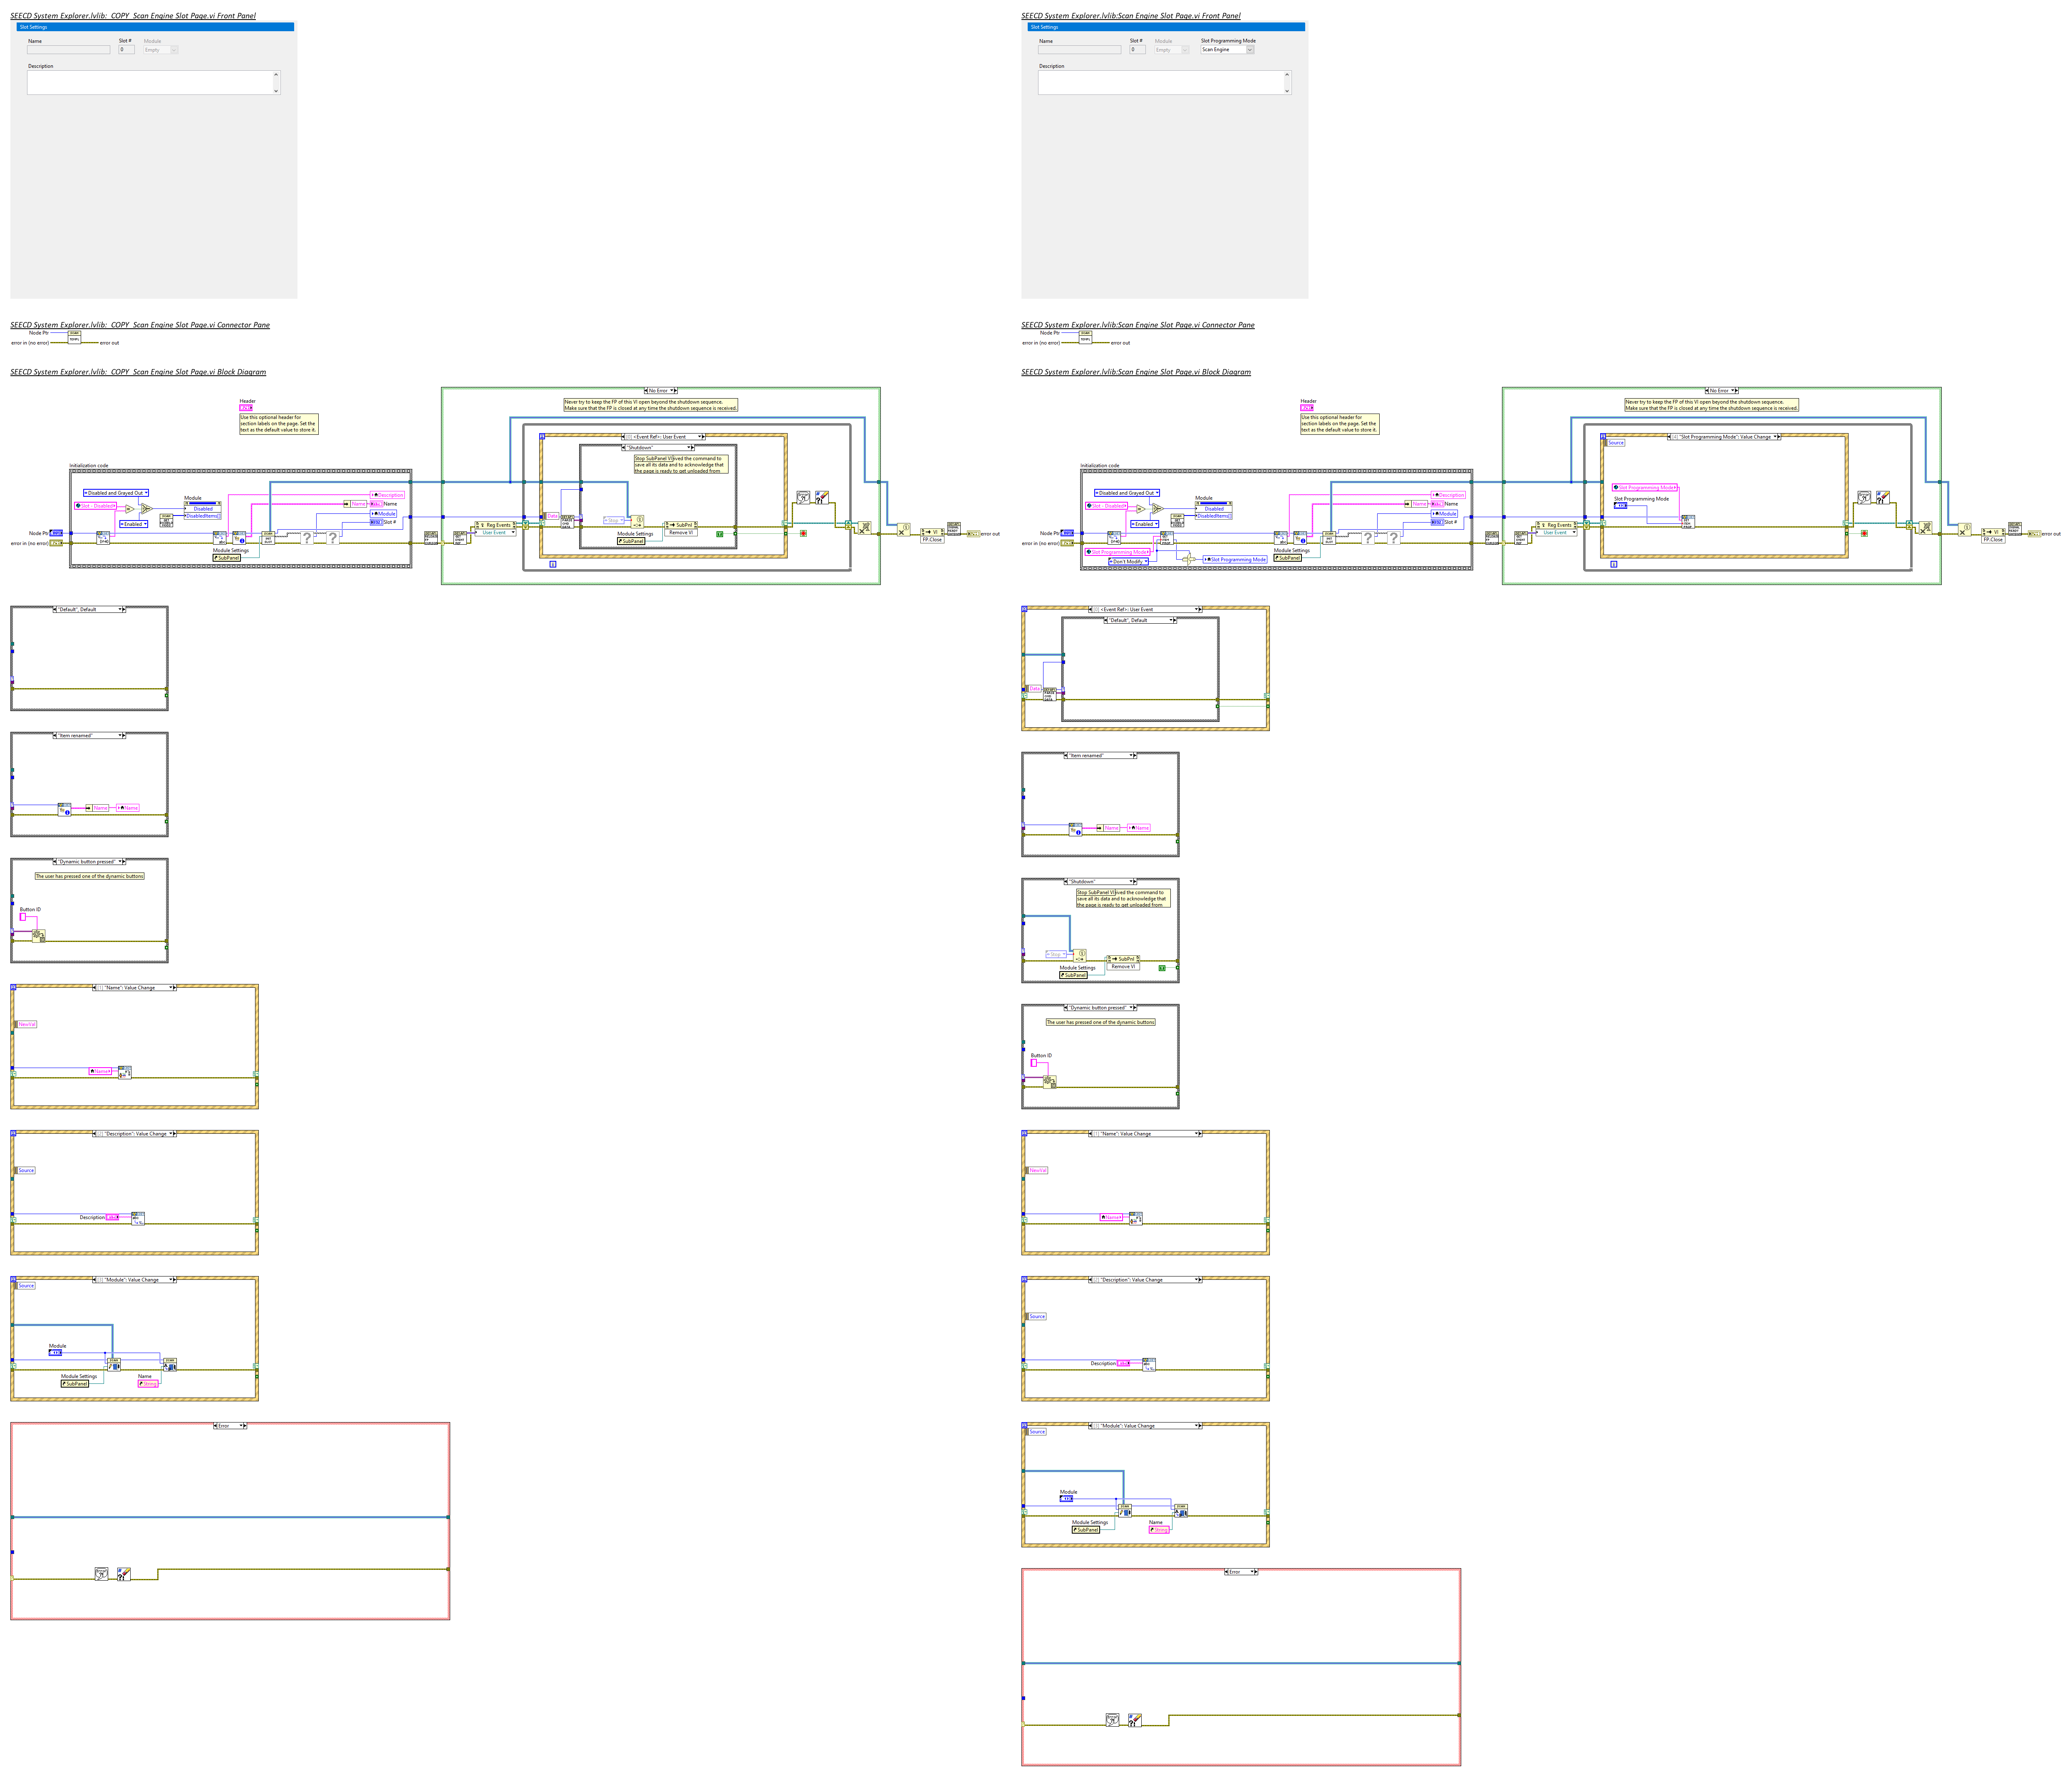 SEECD System Explorer.lvlib:_COPY_Scan Engine Slot Page.vi Front Panel
Slot Settings
Name
Slot #
Module
0
Empty
Description
SEECD System Explorer.lvlib:_COPY_Scan Engine Slot Page.vi Connector Pane
Node Ptr
error in (no error)
error out
SEECD System Explorer.lvlib:_COPY_Scan Engine Slot Page.vi Block Diagram
No Error
Header
Use this optional header for
section labels on the page. Set the
text as the default value to store it.
Never try to keep the FP of this VI open beyond the shutdown sequence.
Make sure that the FP is closed at any time the shutdown sequence is received.
[0] <Event Ref>: User Event
"Shutdown"
Stop SubPanel VI
ived the command to
save all its data and to acknowledge that
the page is ready to get unloaded from
Initialization code
Disabled and Grayed Out
Slot - Disabled
Enabled
Module
Disabled
DisabledItems[]
Description
Name
Name
Module
Slot #
Node Ptr
error in (no error)
Module Settings
SubPanel
Reg Events
User Event
Data
Stop
Module Settings
SubPanel
SubPnl
Remove VI
VI
FP.Close
error out
"Default", Default
"Item renamed"
Name
Name
"Dynamic button pressed"
The user has pressed one of the dynamic buttons
Button ID
[1] "Name": Value Change
NewVal
Name
[2] "Description": Value Change
Source
Description
[3] "Module": Value Change
Source
Module
Module Settings
SubPanel
Name
String
Error
SEECD System Explorer.lvlib:Scan Engine Slot Page.vi Front Panel
Slot Settings
Name
Slot #
Module
Slot Programming Mode
0
Empty
Scan Engine
Description
SEECD System Explorer.lvlib:Scan Engine Slot Page.vi Connector Pane
Node Ptr
error in (no error)
error out
SEECD System Explorer.lvlib:Scan Engine Slot Page.vi Block Diagram
No Error
Header
Use this optional header for
section labels on the page. Set the
text as the default value to store it.
Never try to keep the FP of this VI open beyond the shutdown sequence.
Make sure that the FP is closed at any time the shutdown sequence is received.
[4] "Slot Programming Mode": Value Change
Source
Slot Programming Mode
Slot Programming Mode
Initialization code
Disabled and Grayed Out
Slot - Disabled
Enabled
Module
Disabled
DisabledItems[]
Description
Name
Name
Module
Slot #
Node Ptr
error in (no error)
Slot Programming Mode
Don't Modify
Slot Programming Mode
Module Settings
SubPanel
Reg Events
User Event
VI
FP.Close
error out
[0] <Event Ref>: User Event
"Default", Default
Data
"Item renamed"
Name
Name
"Shutdown"
Stop SubPanel VI
ived the command to
save all its data and to acknowledge that
the page is ready to get unloaded from
Stop
Module Settings
SubPanel
SubPnl
Remove VI
"Dynamic button pressed"
The user has pressed one of the dynamic buttons
Button ID
[1] "Name": Value Change
NewVal
Name
[2] "Description": Value Change
Source
Description
[3] "Module": Value Change
Source
Module
Module Settings
SubPanel
Name
String
Error